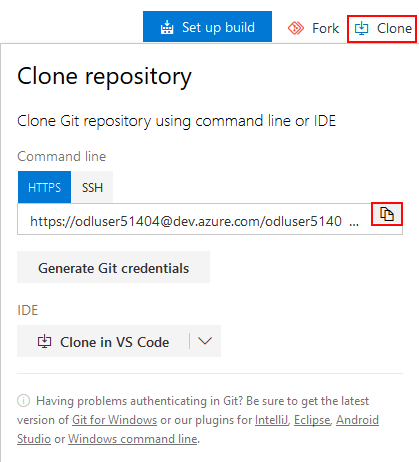 Set up build Fork Clone
Clone repository
Clone Git repository using command line or IDE
Command line
HTTPS SSH
https://odluser51404@dev.azure.com/odluser5140 ...
Generate Git credentials
IDE
Clone in VS Code
Having problems authenticating in Git? Be sure to get the latest
version of Git for Windows or our plugins for IntelliJ, Eclipse, Android
Studio or Windows command line.